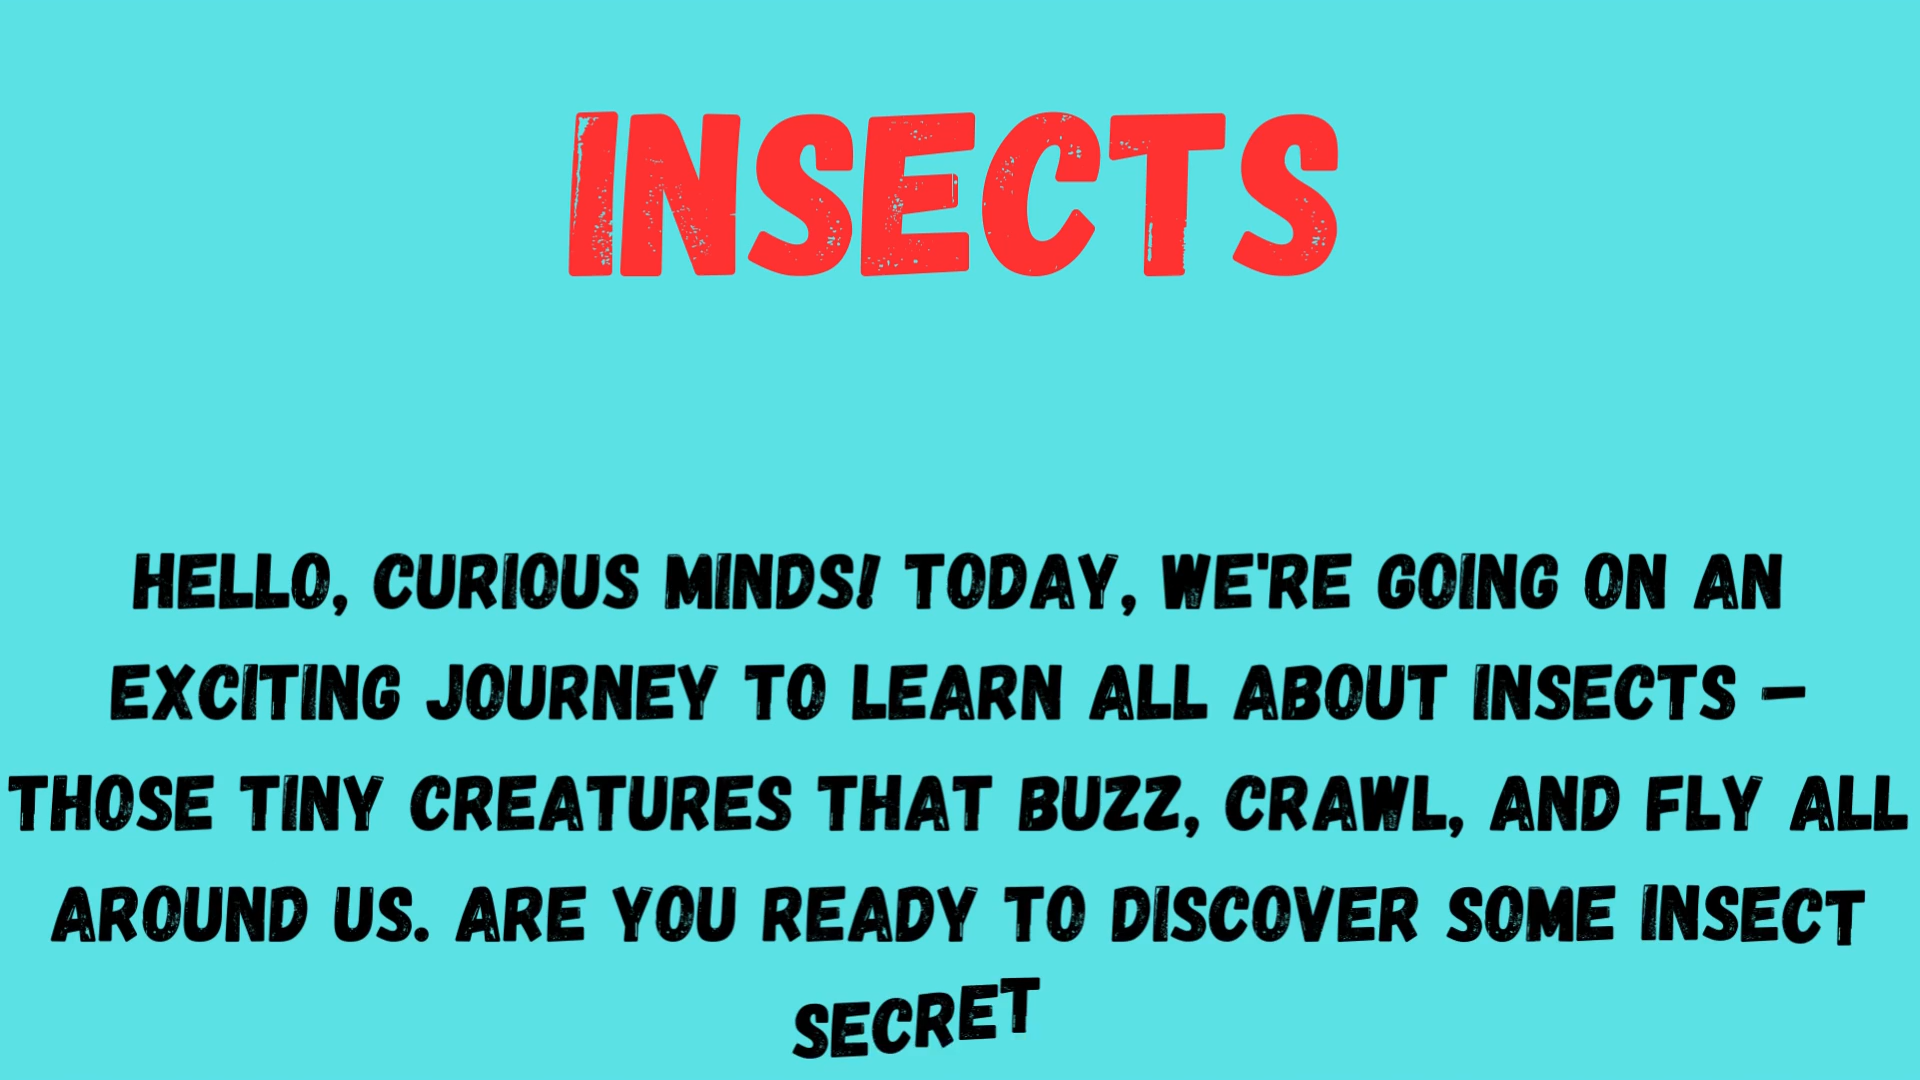 INSECTS
HELLO, CURIOUS MINDS! TODAY, WE'RE GOING ON AN
EXCITING JOURNEY TO LEARN ALL ABOUT INSECTS –
THOSE TINY CREATURES THAT BUZZ, CRAWL, AND FLY ALL
AROUND US. ARE YOU READY TO DISCOVER SOME INSECT
SECRET